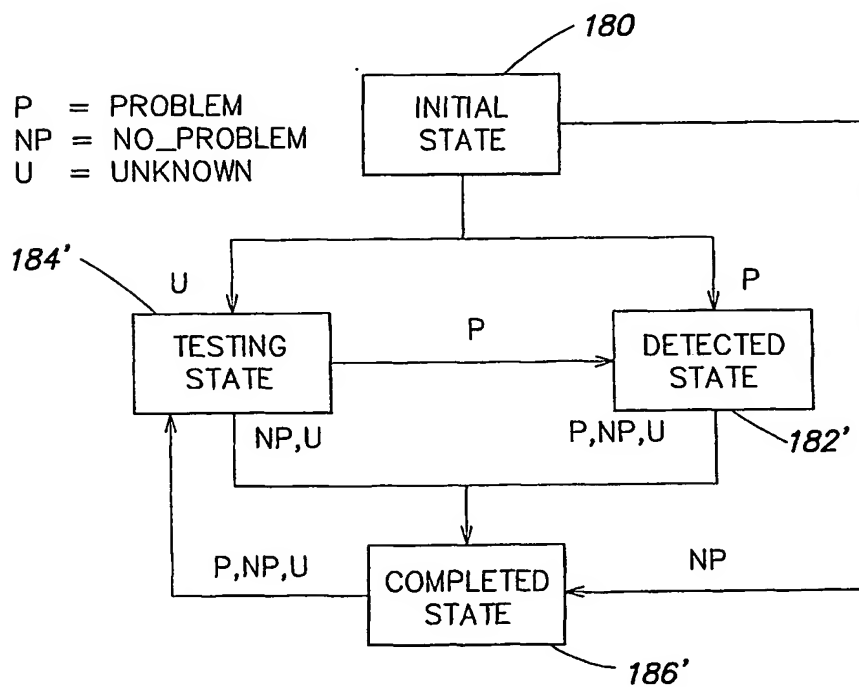 180
P = PROBLEM
NP = NO_PROBLEM
U = UNKNOWN
INITIAL
STATE
184'
U
P
TESTING
STATE
P
DETECTED
STATE
NP,U
P,NP,U
182'
P,NP,U
COMPLETED
STATE
NP
186'